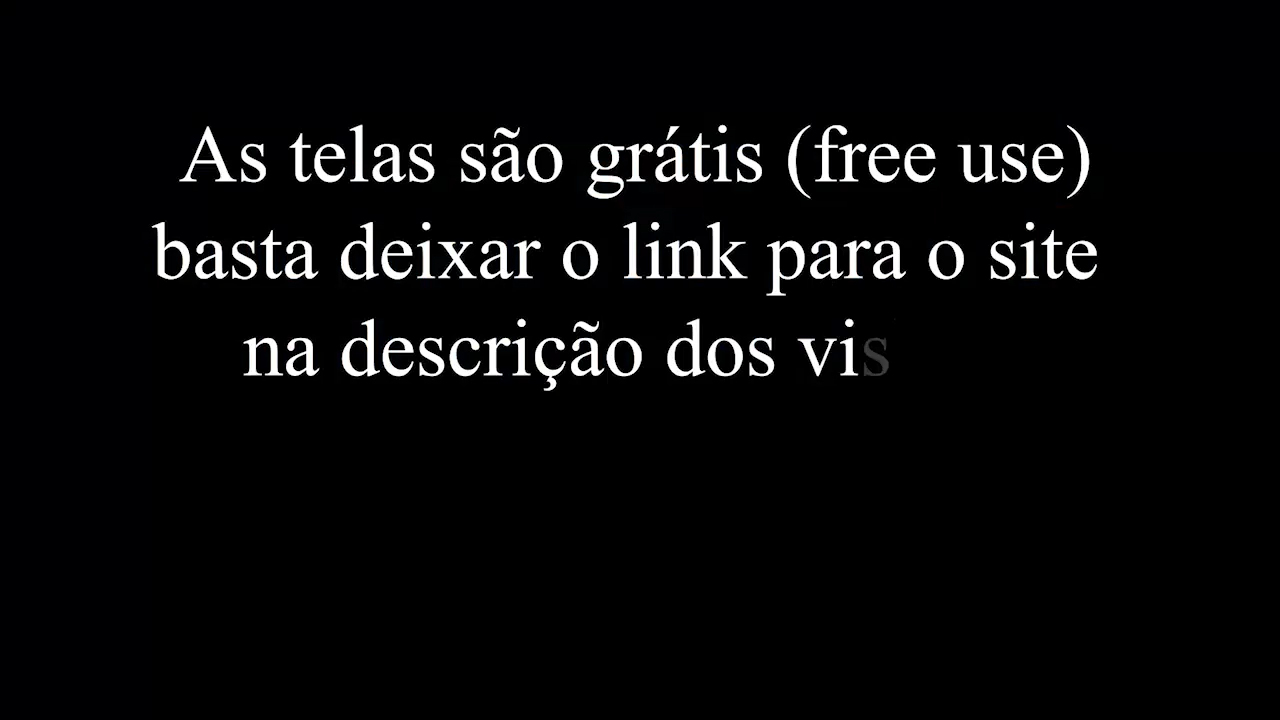 As telas são grátis (free use)
basta deixar o link para o site
na descrição dos vis